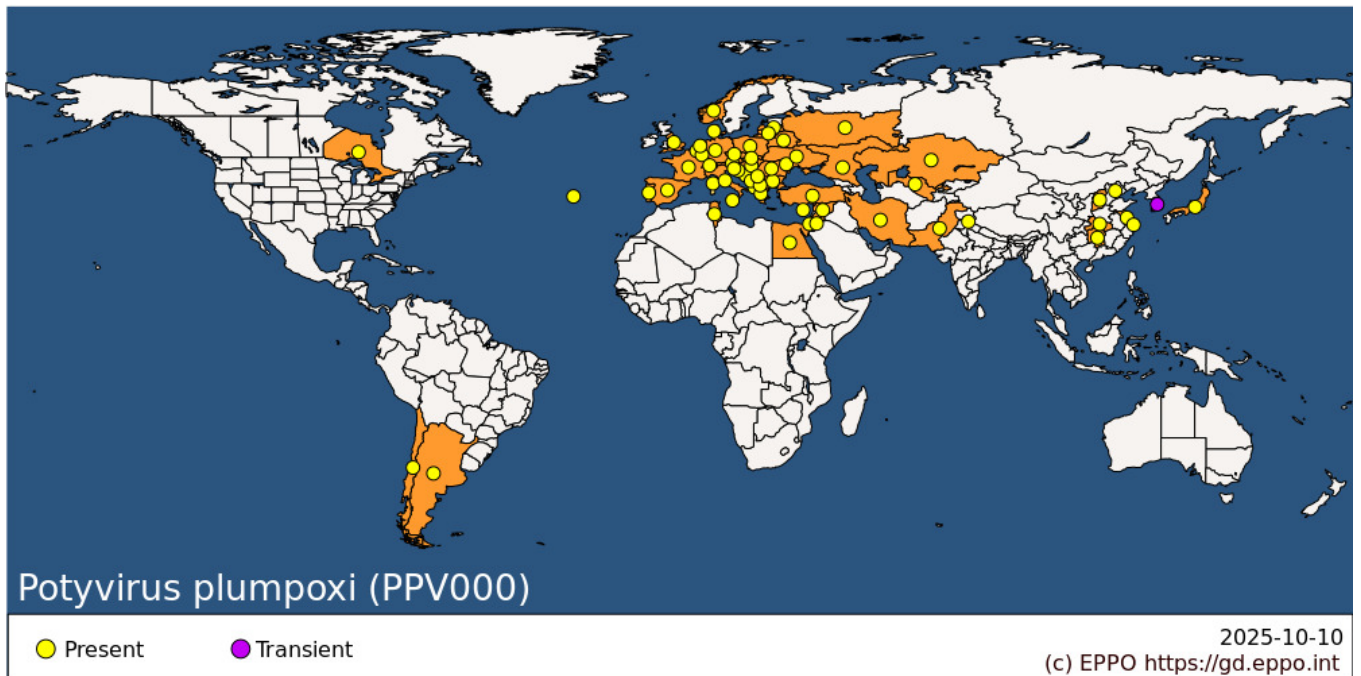 Potyvirus plumpoxi (PPV000)
Present
Transient
2025-10-10
(c) EPPO https://gd.eppo.int